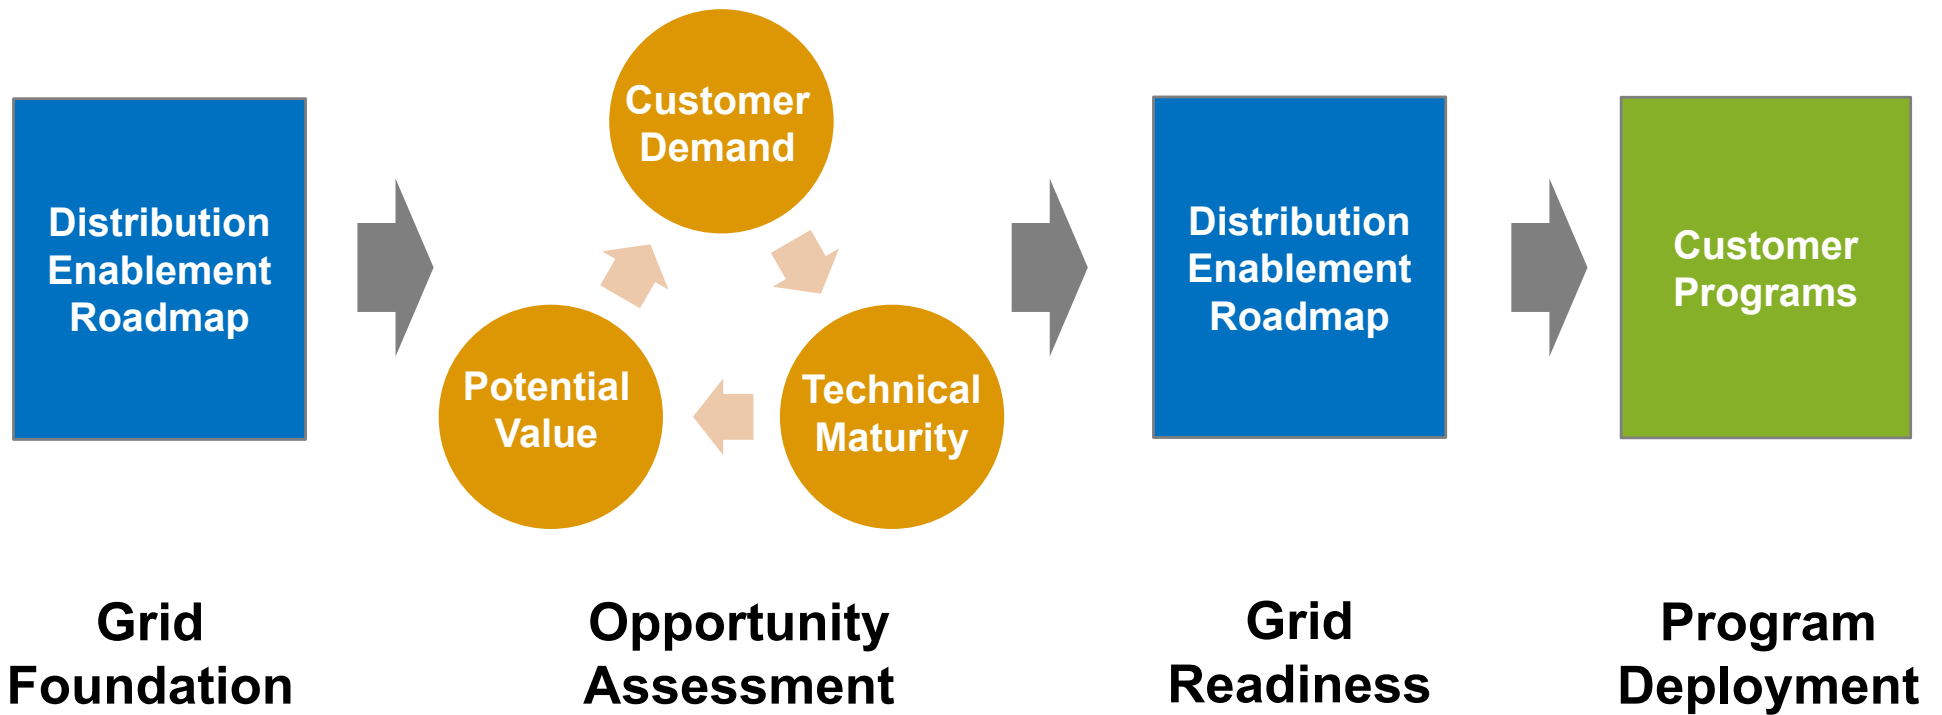 Distribution
Enablement
Roadmap
Customer
Demand
Potential
Value
Technical
Maturity
Distribution
Enablement
Roadmap
Customer
Programs
Grid
Foundation
Opportunity
Assessment
Grid
Readiness
Program
Deployment